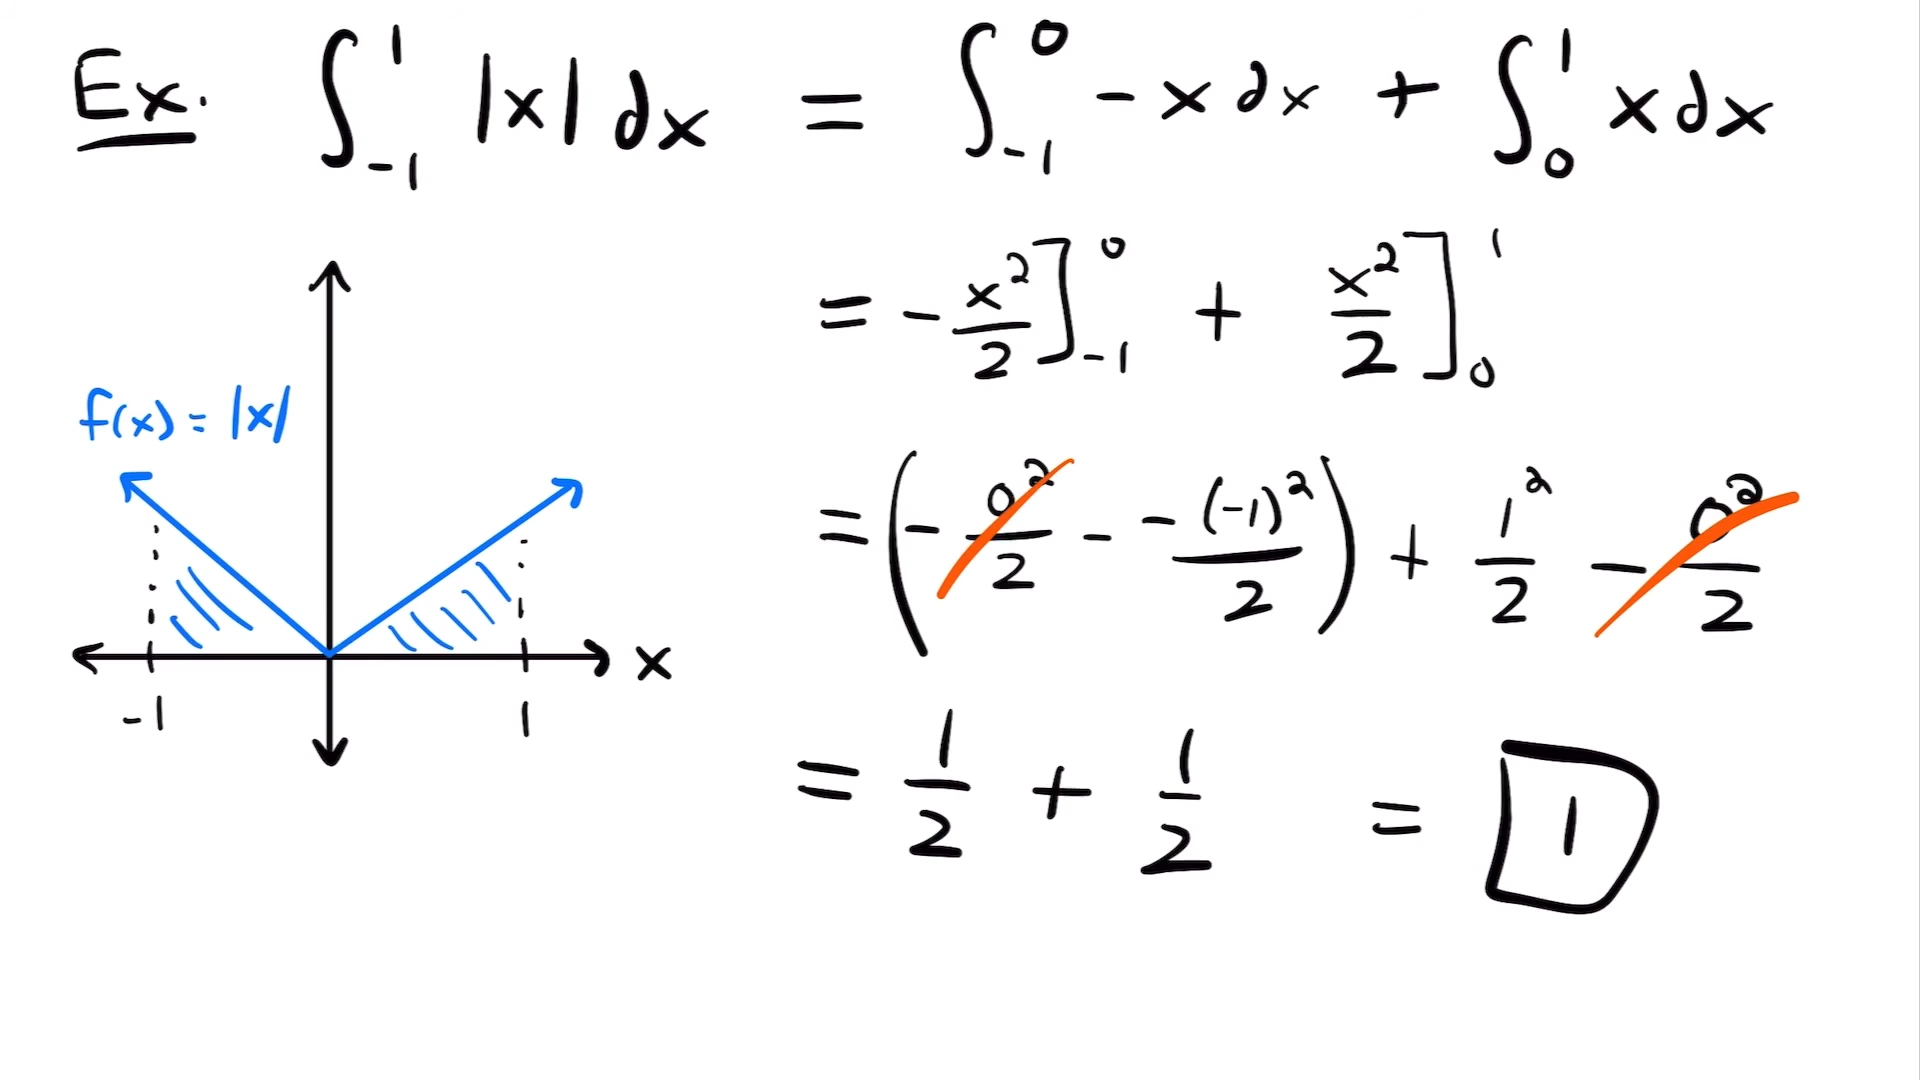 Ex. ∫_{-1}^{1} |x| dx = ∫_{-1}^{0} -x dx + ∫_{0}^{1} x dx
= -x²/2 ]_{-1}^{0} + x²/2 ]_{0}^{1}
f(x) = |x|
= (- 0²/2 - -(-1)²/2) + 1²/2 - 0²/2
x
-1 1
= 1/2 + 1/2 = 1